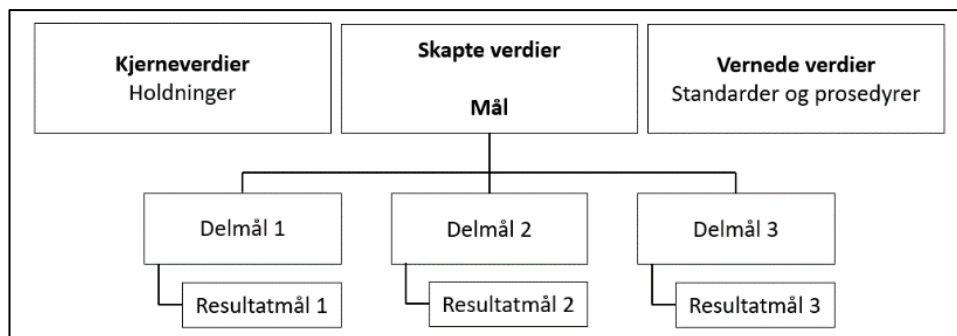 Kjerneverdier
Holdninger
Skapte verdier
Mål
Vernede verdier
Standarder og prosedyrer
Delmål 1
Delmål 2
Delmål 3
Resultatmål 1
Resultatmål 2
Resultatmål 3